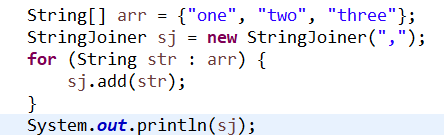 String[] arr = {"one", "two", "three"};
StringJoiner sj = new StringJoiner(",");
for (String str : arr) {
    sj.add(str);
}
System.out.println(sj);